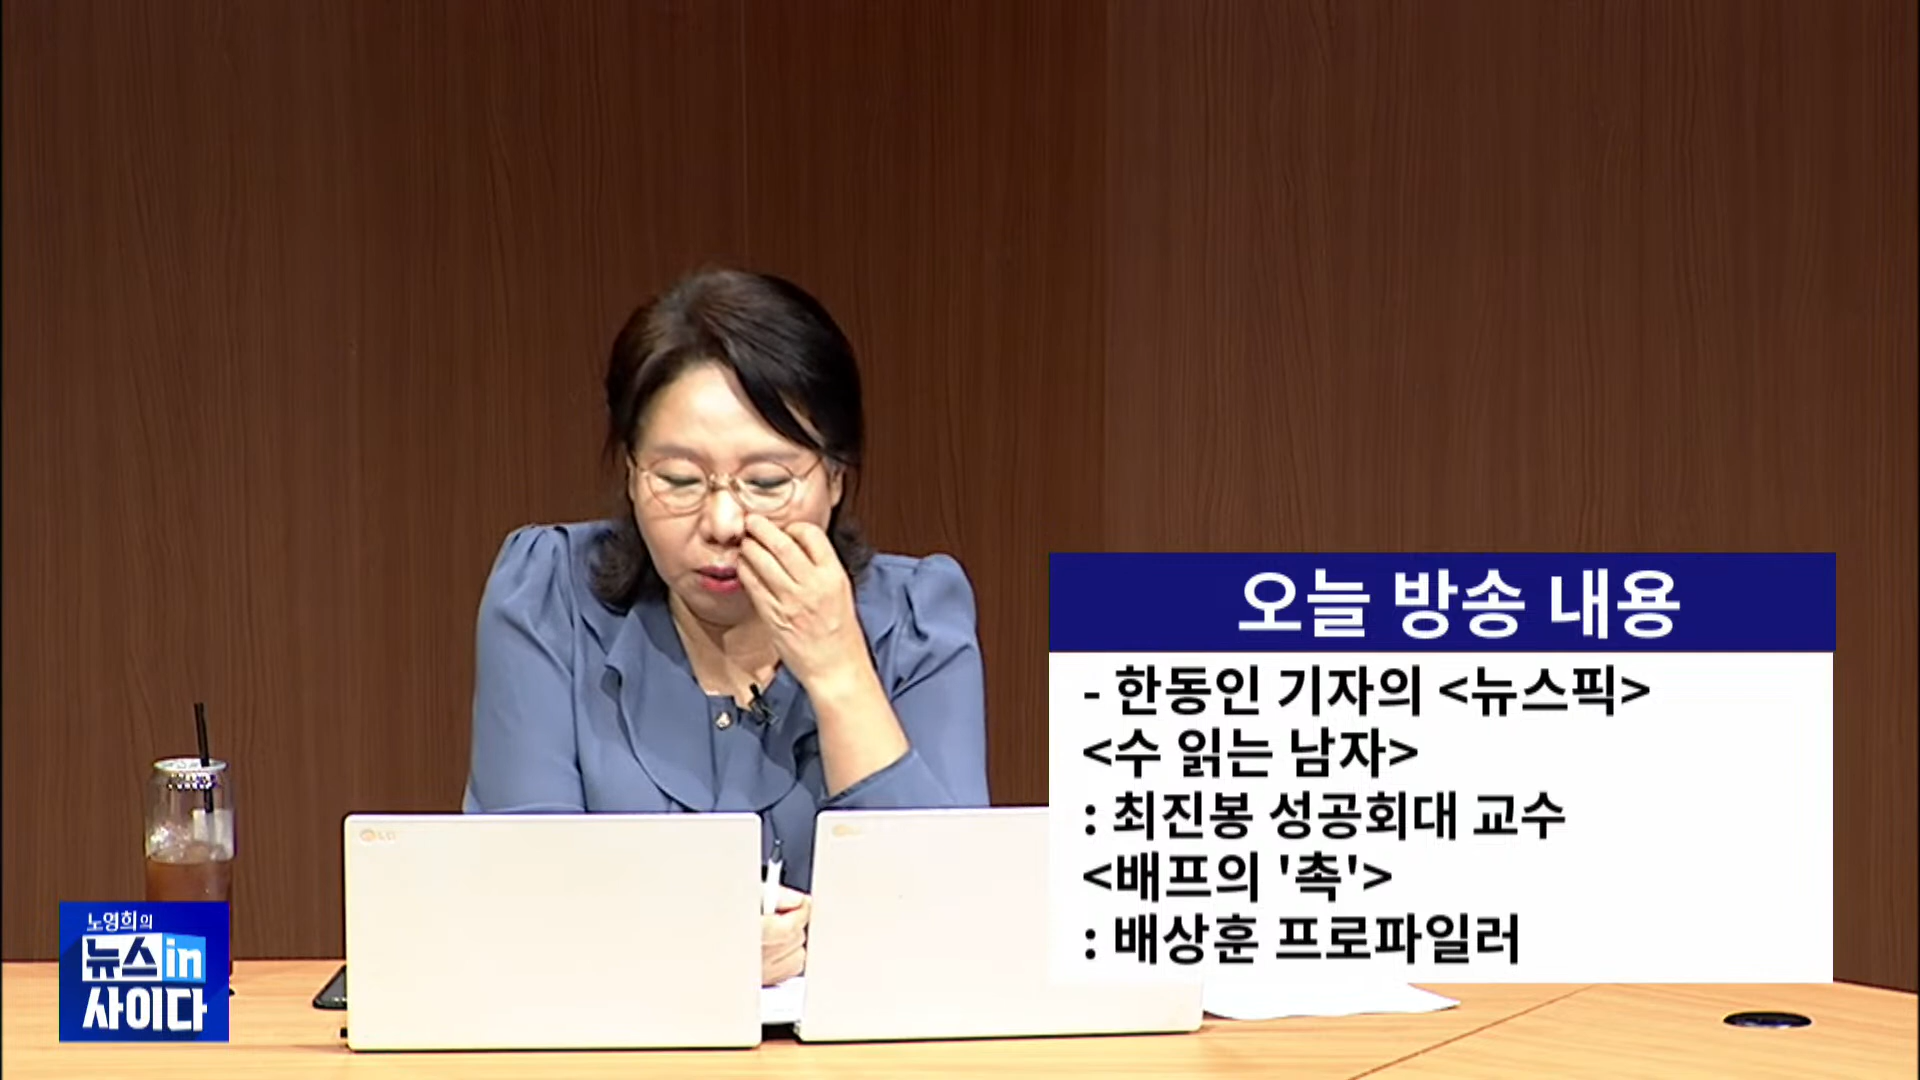 오늘 방송 내용
- 한동인 기자의 <뉴스픽>
<수 읽는 남자>
: 최진봉 성공회대 교수
<배프의 '촉'>
: 배상훈 프로파일러
LG
노영희의
뉴스in
사이다